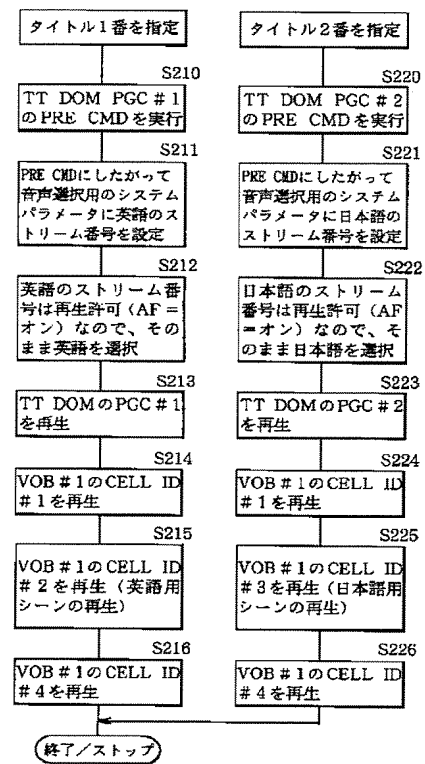 タイトル1番を指定
S210
TT DOM PGC#1
のPRE CMDを実行
S211
PRE CMDにしたがって
音声選択用のシステム
パラメータに英語のス
トリーム番号を設定
S212
英語のストリーム番
号は再生許可(AF=
オン)なので、その
まま英語を選択
S213
TT DOMのPGC#1
を再生
S214
VOB#1のCELL ID
#1を再生
S215
VOB#1のCELL ID
#2を再生(英語用
シーンの再生)
S216
VOB#1のCELL ID
#4を再生
終了/ストップ
タイトル2番を指定
S220
TT DOM PGC#2
のPRE CMDを実行
S221
PRE CMDにしたがって
音声選択用のシステム
パラメータに日本語の
ストリーム番号を設定
S222
日本語のストリーム
番号は再生許可(AF
=オン)なので、そ
のまま日本語を選択
S223
TT DOMのPGC#2
を再生
S224
VOB#1のCELL ID
#1を再生
S225
VOB#1のCELL ID
#3を再生(日本語用
シーンの再生)
S226
VOB#1のCELL ID
#4を再生